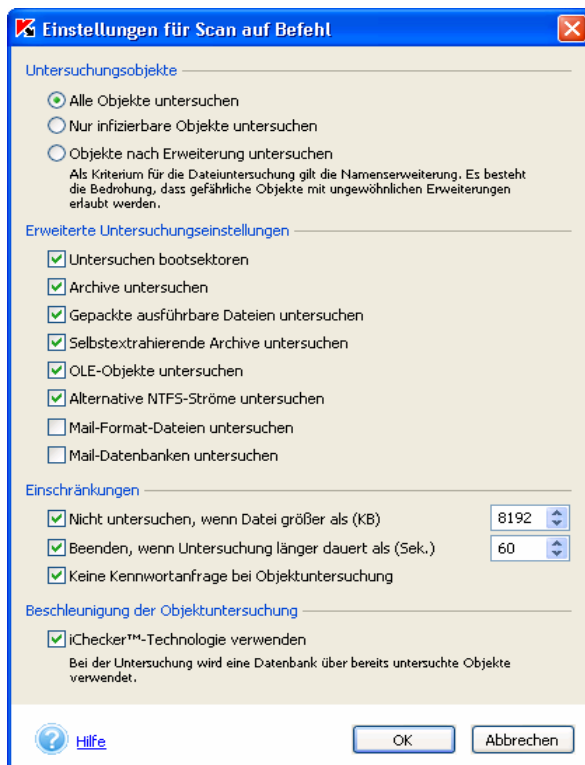 Einstellungen für Scan auf Befehl
Untersuchungsobjekte
Alle Objekte untersuchen
Nur infizierbare Objekte untersuchen
Objekte nach Erweiterung untersuchen
Als Kriterium für die Dateiuntersuchung gilt die Namenserweiterung. Es besteht
die Bedrohung, dass gefährliche Objekte mit ungewöhnlichen Erweiterungen
erlaubt werden.
Erweiterte Untersuchungseinstellungen
Untersuchen bootsektoren
Archive untersuchen
Gepackte ausführbare Dateien untersuchen
Selbstextrahierende Archive untersuchen
OLE-Objekte untersuchen
Alternative NTFS-Ströme untersuchen
Mail-Format-Dateien untersuchen
Mail-Datenbanken untersuchen
Einschränkungen
Nicht untersuchen, wenn Datei größer als (KB) 8192
Beenden, wenn Untersuchung länger dauert als (Sek.) 60
Keine Kennwortanfrage bei Objektuntersuchung
Beschleunigung der Objektuntersuchung
iChecker™-Technologie verwenden
Bei der Untersuchung wird eine Datenbank über bereits untersuchte Objekte
verwendet.
Hilfe OK Abbrechen